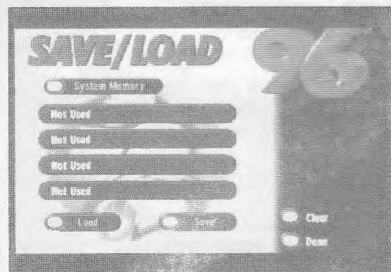 SAVE/LOAD 96
System Memory
Not Used
Not Used
Not Used
Not Used
Load Save Clear
Done